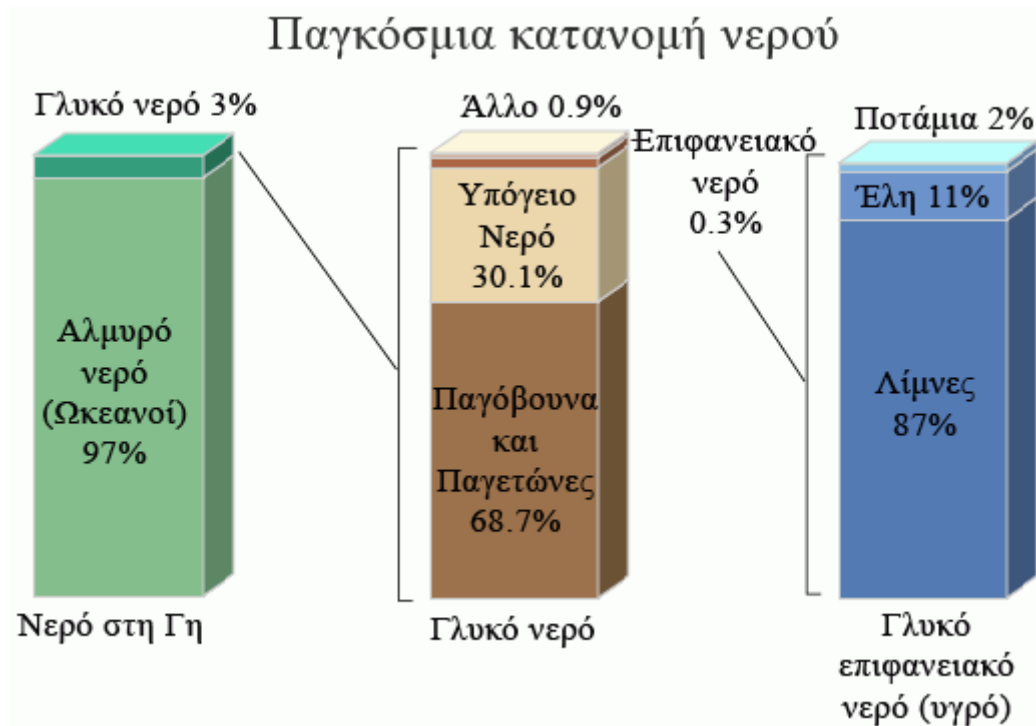 Παγκόσμια κατανομή νερού
Γλυκό νερό 3%
Αλμυρό
νερό
(Ωκεανοί)
97%
Νερό στη Γη
Άλλο 0.9%
Υπόγειο
Νερό
30.1%
Παγόβουνα
και
Παγετώνες
68.7%
Γλυκό νερό
Επιφανειακό
νερό
0.3%
Ποτάμια 2%
Έλη 11%
Λίμνες
87%
Γλυκό
επιφανειακό
νερό (υγρό)